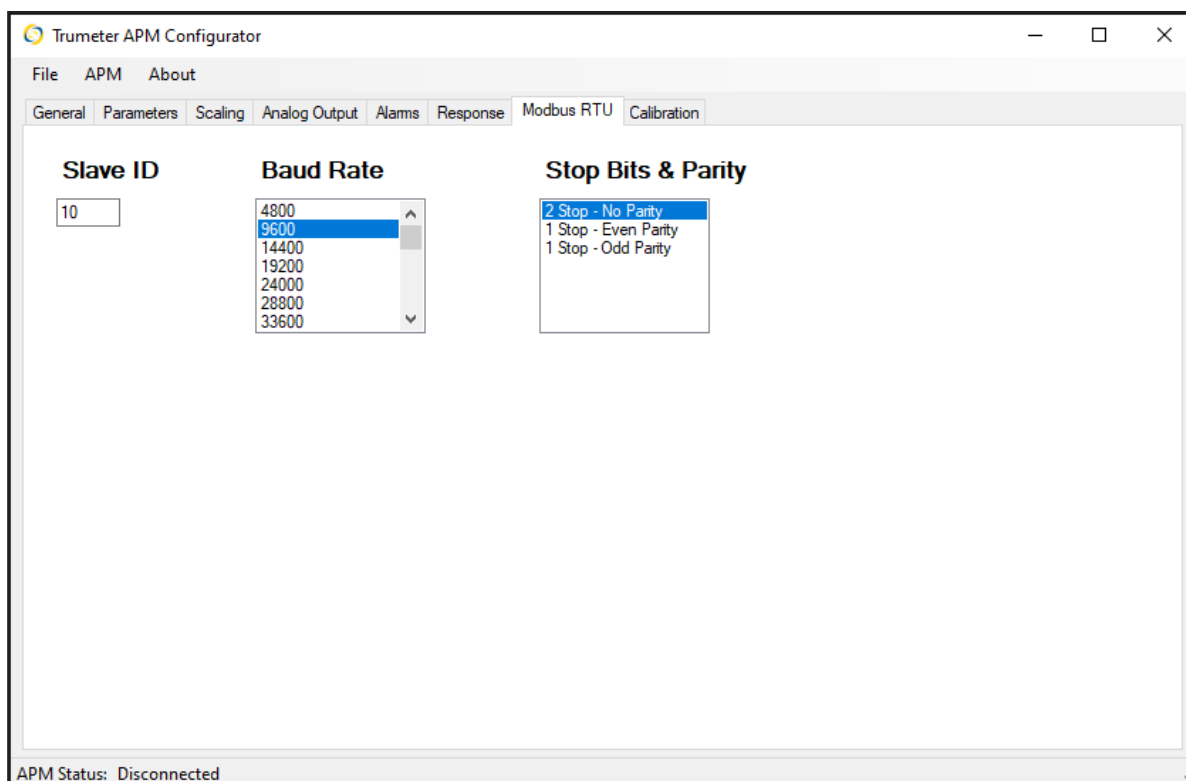 Trumeter APM Configurator
File APM About
General Parameters Scaling Analog Output Alarms Response Modbus RTU Calibration
Slave ID Baud Rate Stop Bits & Parity
10 4800 2 Stop - No Parity
9600 1 Stop - Even Parity
14400 1 Stop - Odd Parity
19200
24000
28800
33600
APM Status: Disconnected